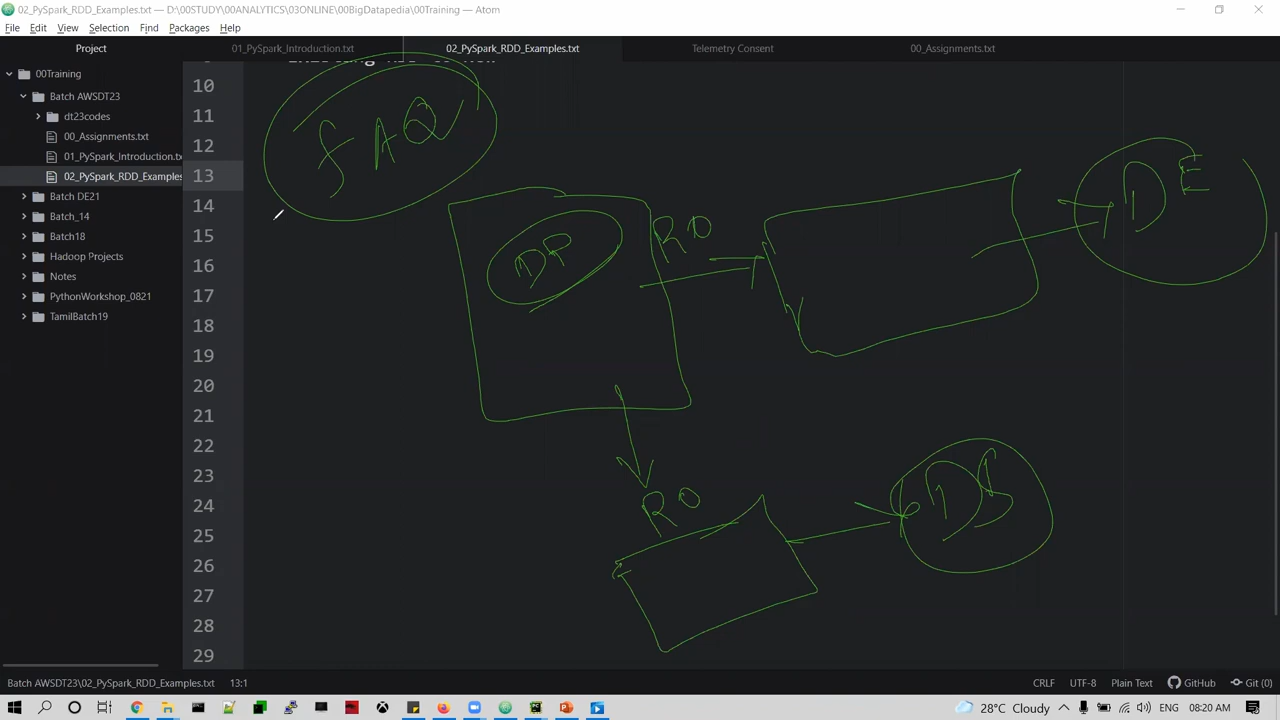 02_PySpark_RDD_Examples.txt — D:\00STUDY\00ANALYTICS\03ONLINE\00BigDatapedia\00Training — Atom
File Edit View Selection Find Packages Help
Project
01_PySpark_Introduction.txt
02_PySpark_RDD_Examples.txt
Telemetry Consent
00_Assignments.txt
00Training
Batch AWSDT23
dt23codes
00_Assignments.txt
01_PySpark_Introduction.tx
02_PySpark_RDD_Examples
Batch DE21
Batch_14
Batch18
Hadoop Projects
Notes
PythonWorkshop_0821
TamilBatch19
10
11
12
13
14
15
16
17
18
19
20
21
22
23
24
25
26
27
28
29
FAQ
DP
RD
DE
RD
DS
Batch AWSDT23\02_PySpark_RDD_Examples.txt 13:1
CRLF UTF-8 Plain Text GitHub Git (0)
28°C Cloudy ENG 08:20 AM